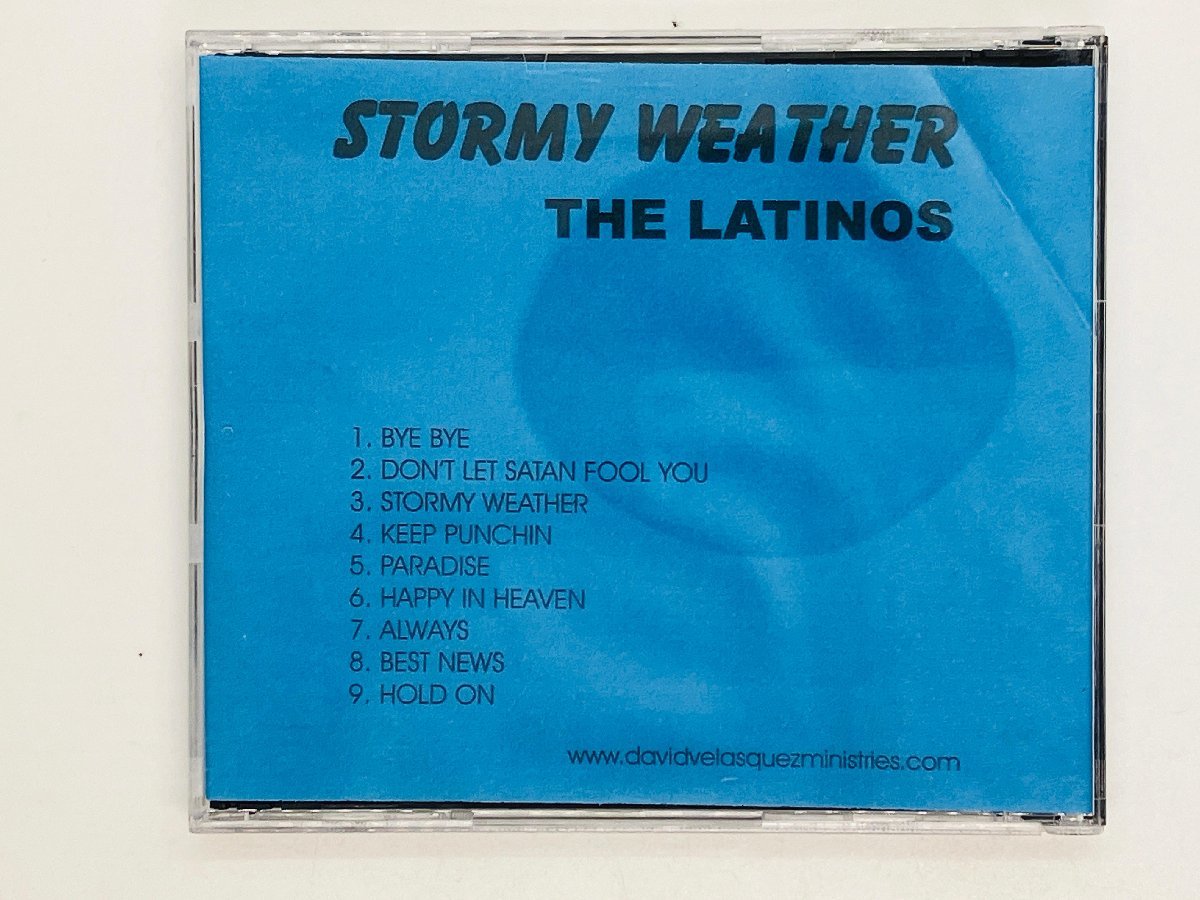 STORMY WEATHER
THE LATINOS
1. BYE BYE
2. DON'T LET SATAN FOOL YOU
3. STORMY WEATHER
4. KEEP PUNCHIN
5. PARADISE
6. HAPPY IN HEAVEN
7. ALWAYS
8. BEST NEWS
9. HOLD ON
www.davidvelasquezministries.com